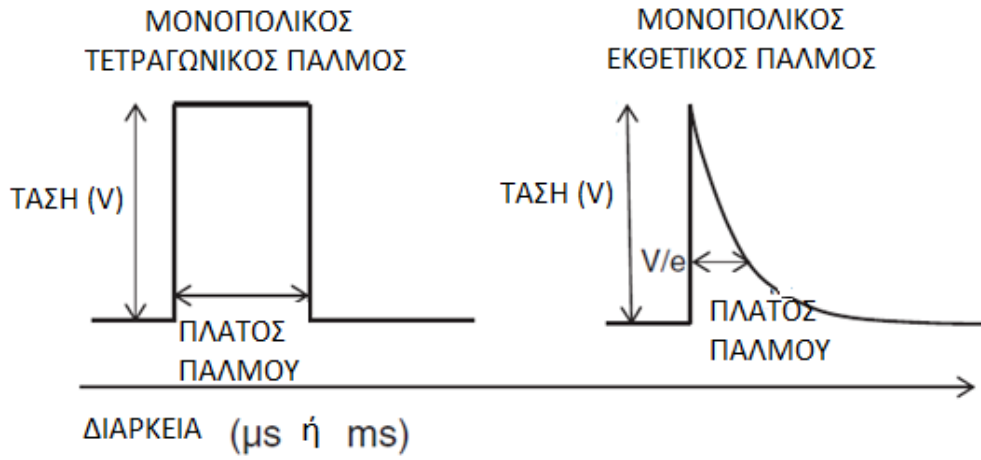 ΜΟΝΟΠΟΛΙΚΟΣ
ΤΕΤΡΑΓΩΝΙΚΟΣ ΠΑΛΜΟΣ
ΤΑΣΗ (V)
ΠΛΑΤΟΣ
ΠΑΛΜΟΥ
ΜΟΝΟΠΟΛΙΚΟΣ
ΕΚΘΕΤΙΚΟΣ ΠΑΛΜΟΣ
ΤΑΣΗ (V)
V/e
ΠΛΑΤΟΣ
ΠΑΛΜΟΥ
ΔΙΑΡΚΕΙΑ (μs ή ms)